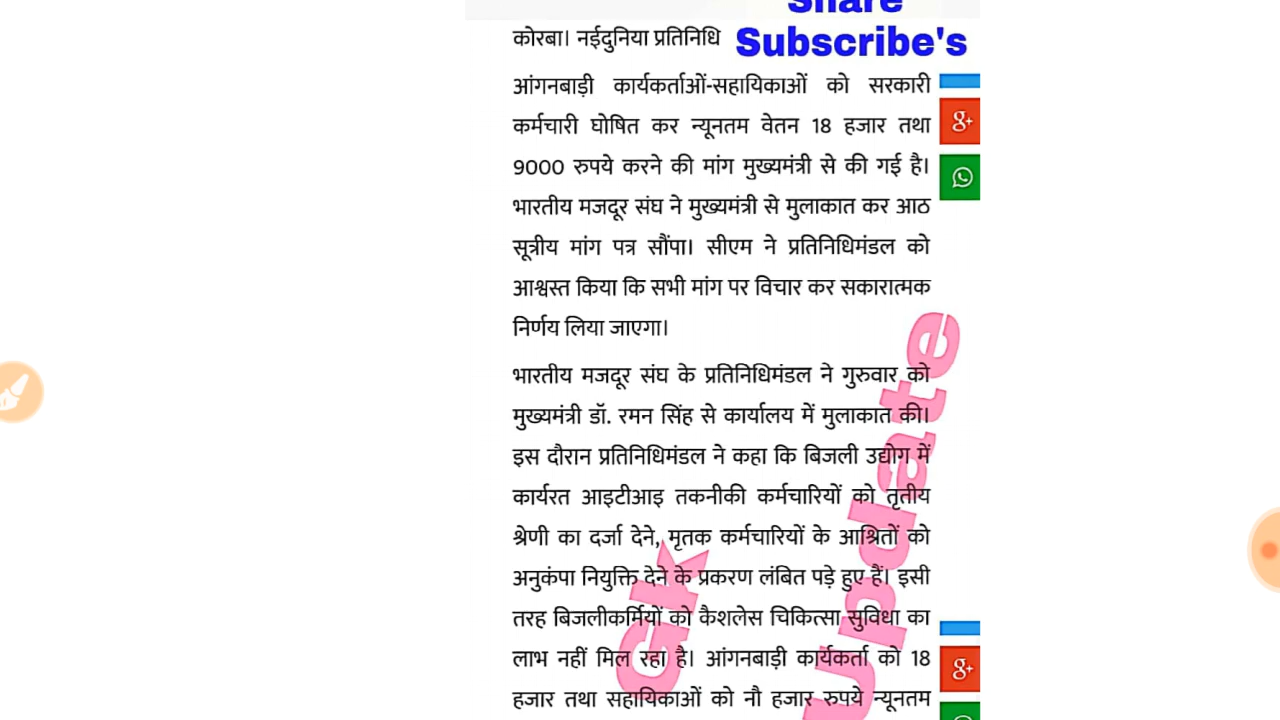 Share
कोरबा। नईदुनिया प्रतिनिधि
Subscribe's
आंगनबाड़ी कार्यकर्ताओं-सहायिकाओं को सरकारी
कर्मचारी घोषित कर न्यूनतम वेतन 18 हजार तथा
9000 रुपये करने की मांग मुख्यमंत्री से की गई है।
भारतीय मजदूर संघ ने मुख्यमंत्री से मुलाकात कर आठ
सूत्रीय मांग पत्र सौंपा। सीएम ने प्रतिनिधिमंडल को
आश्वस्त किया कि सभी मांग पर विचार कर सकारात्मक
निर्णय लिया जाएगा।
भारतीय मजदूर संघ के प्रतिनिधिमंडल ने गुरुवार को
मुख्यमंत्री डॉ. रमन सिंह से कार्यालय में मुलाकात की।
इस दौरान प्रतिनिधिमंडल ने कहा कि बिजली उद्योग में
कार्यरत आइटीआइ तकनीकी कर्मचारियों को तृतीय
श्रेणी का दर्जा देने, मृतक कर्मचारियों के आश्रितों को
अनुकंपा नियुक्ति देने के प्रकरण लंबित पड़े हुए हैं। इसी
तरह बिजलीकर्मियों को कैशलेस चिकित्सा सुविधा का
लाभ नहीं मिल रहा है। आंगनबाड़ी कार्यकर्ता को 18
हजार तथा सहायिकाओं को नौ हजार रुपये न्यूनतम
Gk
Update
g+
g+